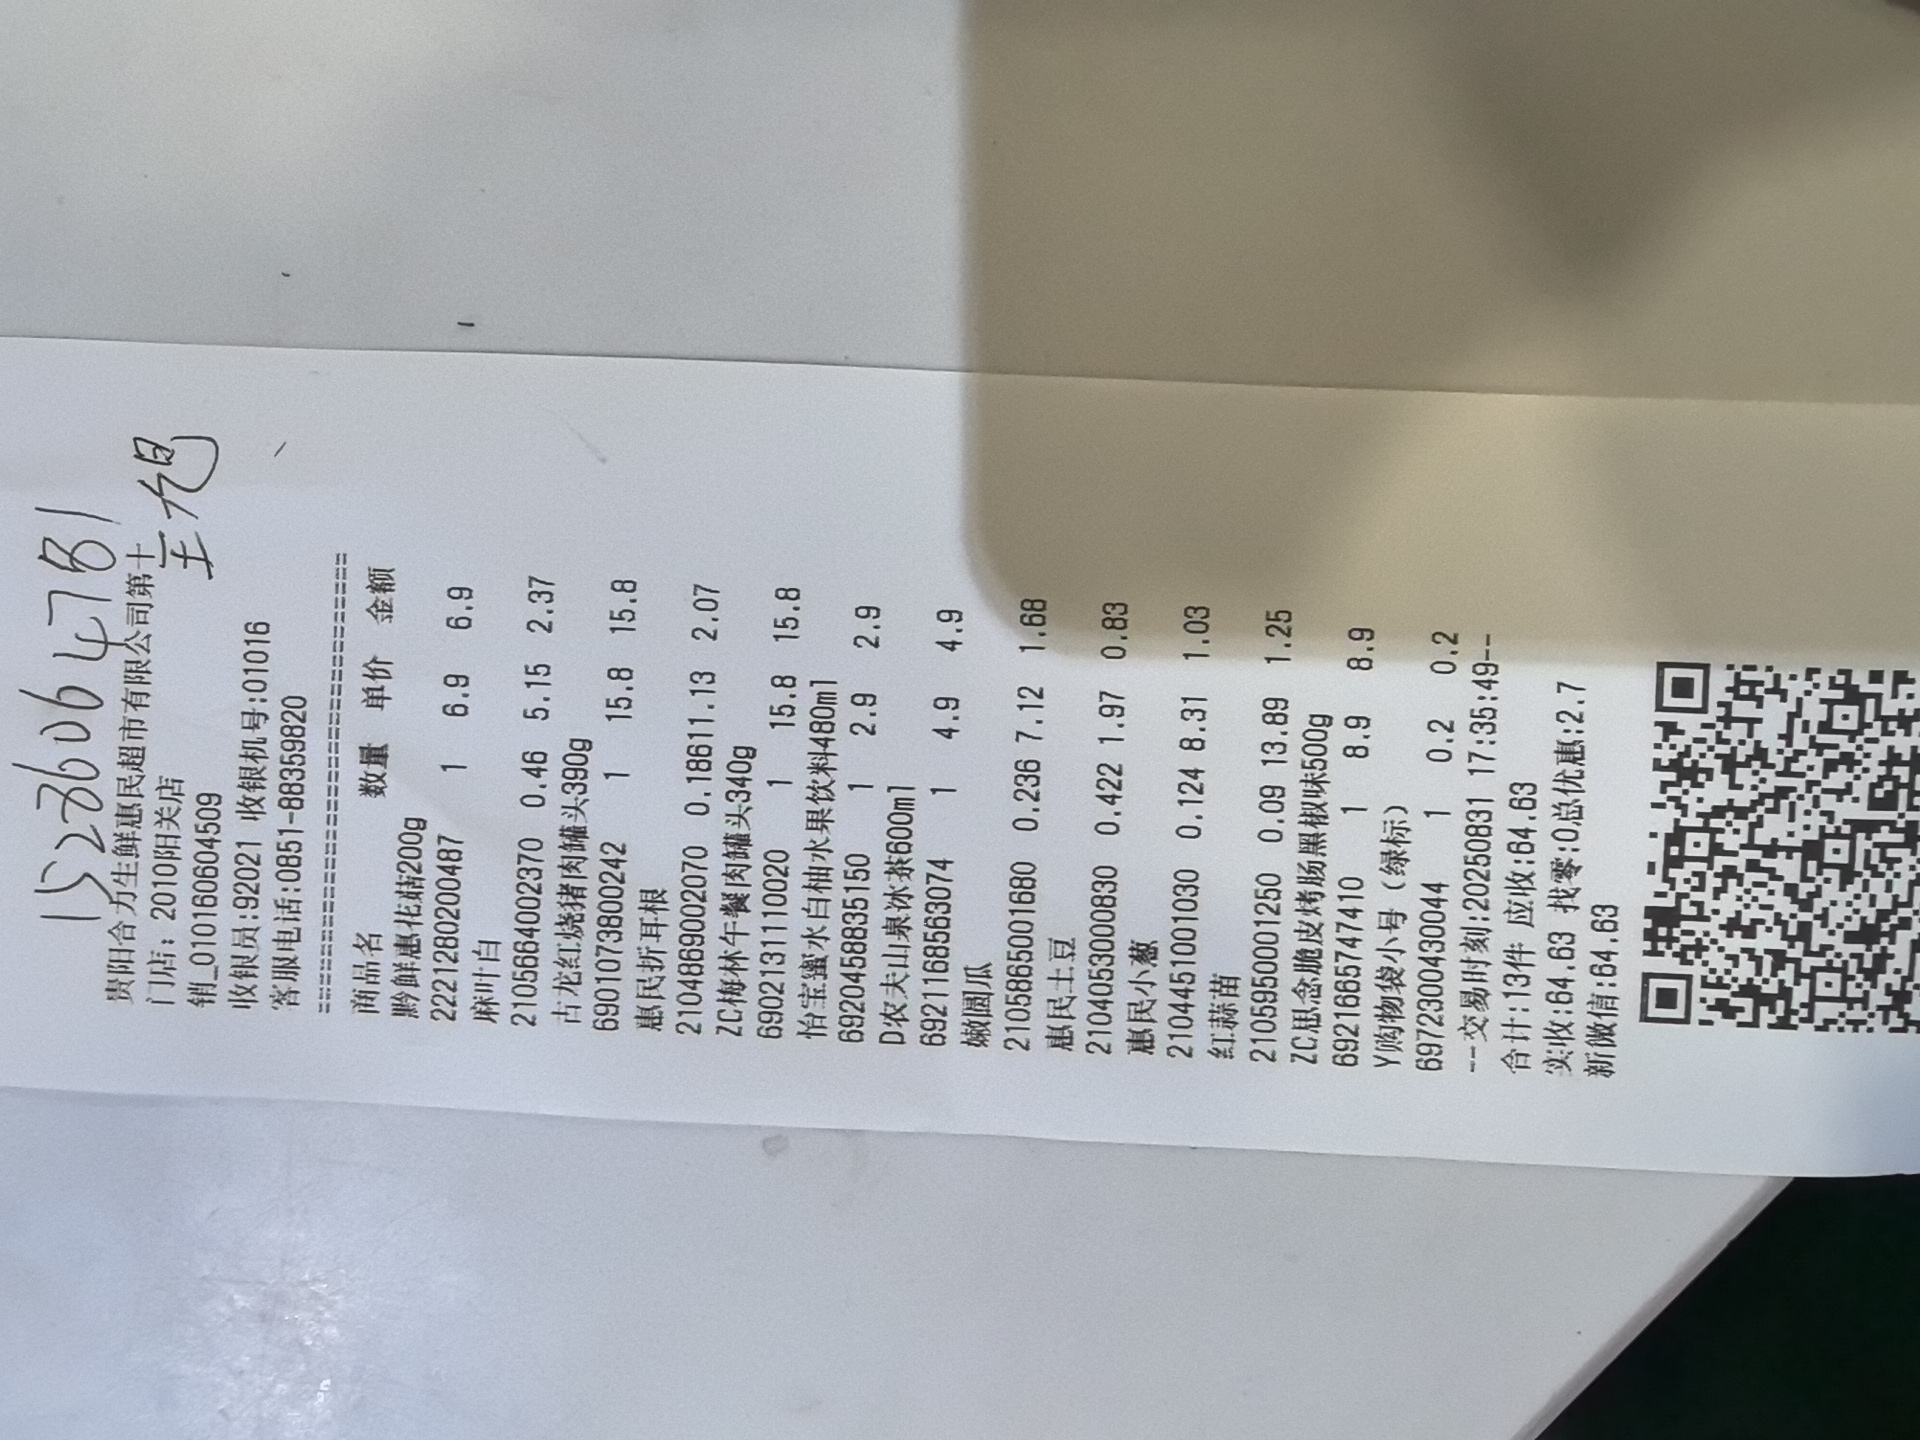 15236064781
贵阳合力生鲜惠民超市有限公司第十
门店: 2010阳关店
销_010160604509
收银员:92021 收银机号:01016
客服电话:0851-88359820
商品名 数量 单价 金额
黔鲜惠花菇200g
2221280200487 1 6.9 6.9
麻叶白
2105664002370 0.46 5.15 2.37
古龙红烧猪肉罐头390g
6901073800242 1 15.8 15.8
惠民折耳根
2104869002070 0.18611.13 2.07
ZC梅林午餐肉罐头340g
6902131110020 1 15.8 15.8
怡宝蜜水白柚水果饮料480ml
6920458835150 1 2.9 2.9
D农夫山泉冰茶600ml
6921168563074 1 4.9 4.9
嫩圆瓜
2105865001680 0.236 7.12 1.68
惠民土豆
2104053000830 0.422 1.97 0.83
惠民小葱
2104451001030 0.124 8.31 1.03
红蒜苗
2105950001250 0.09 13.89 1.25
ZC思念脆皮烤肠黑椒味500g
6921665747410 1 8.9 8.9
Y购物袋小号（绿标）
6972300430044 1 0.2 0.2
--交易时刻:20250831 17:35:49--
合计:13件 应收:64.63
实收:64.63 找零:0总优惠:2.7
新微信:64.63